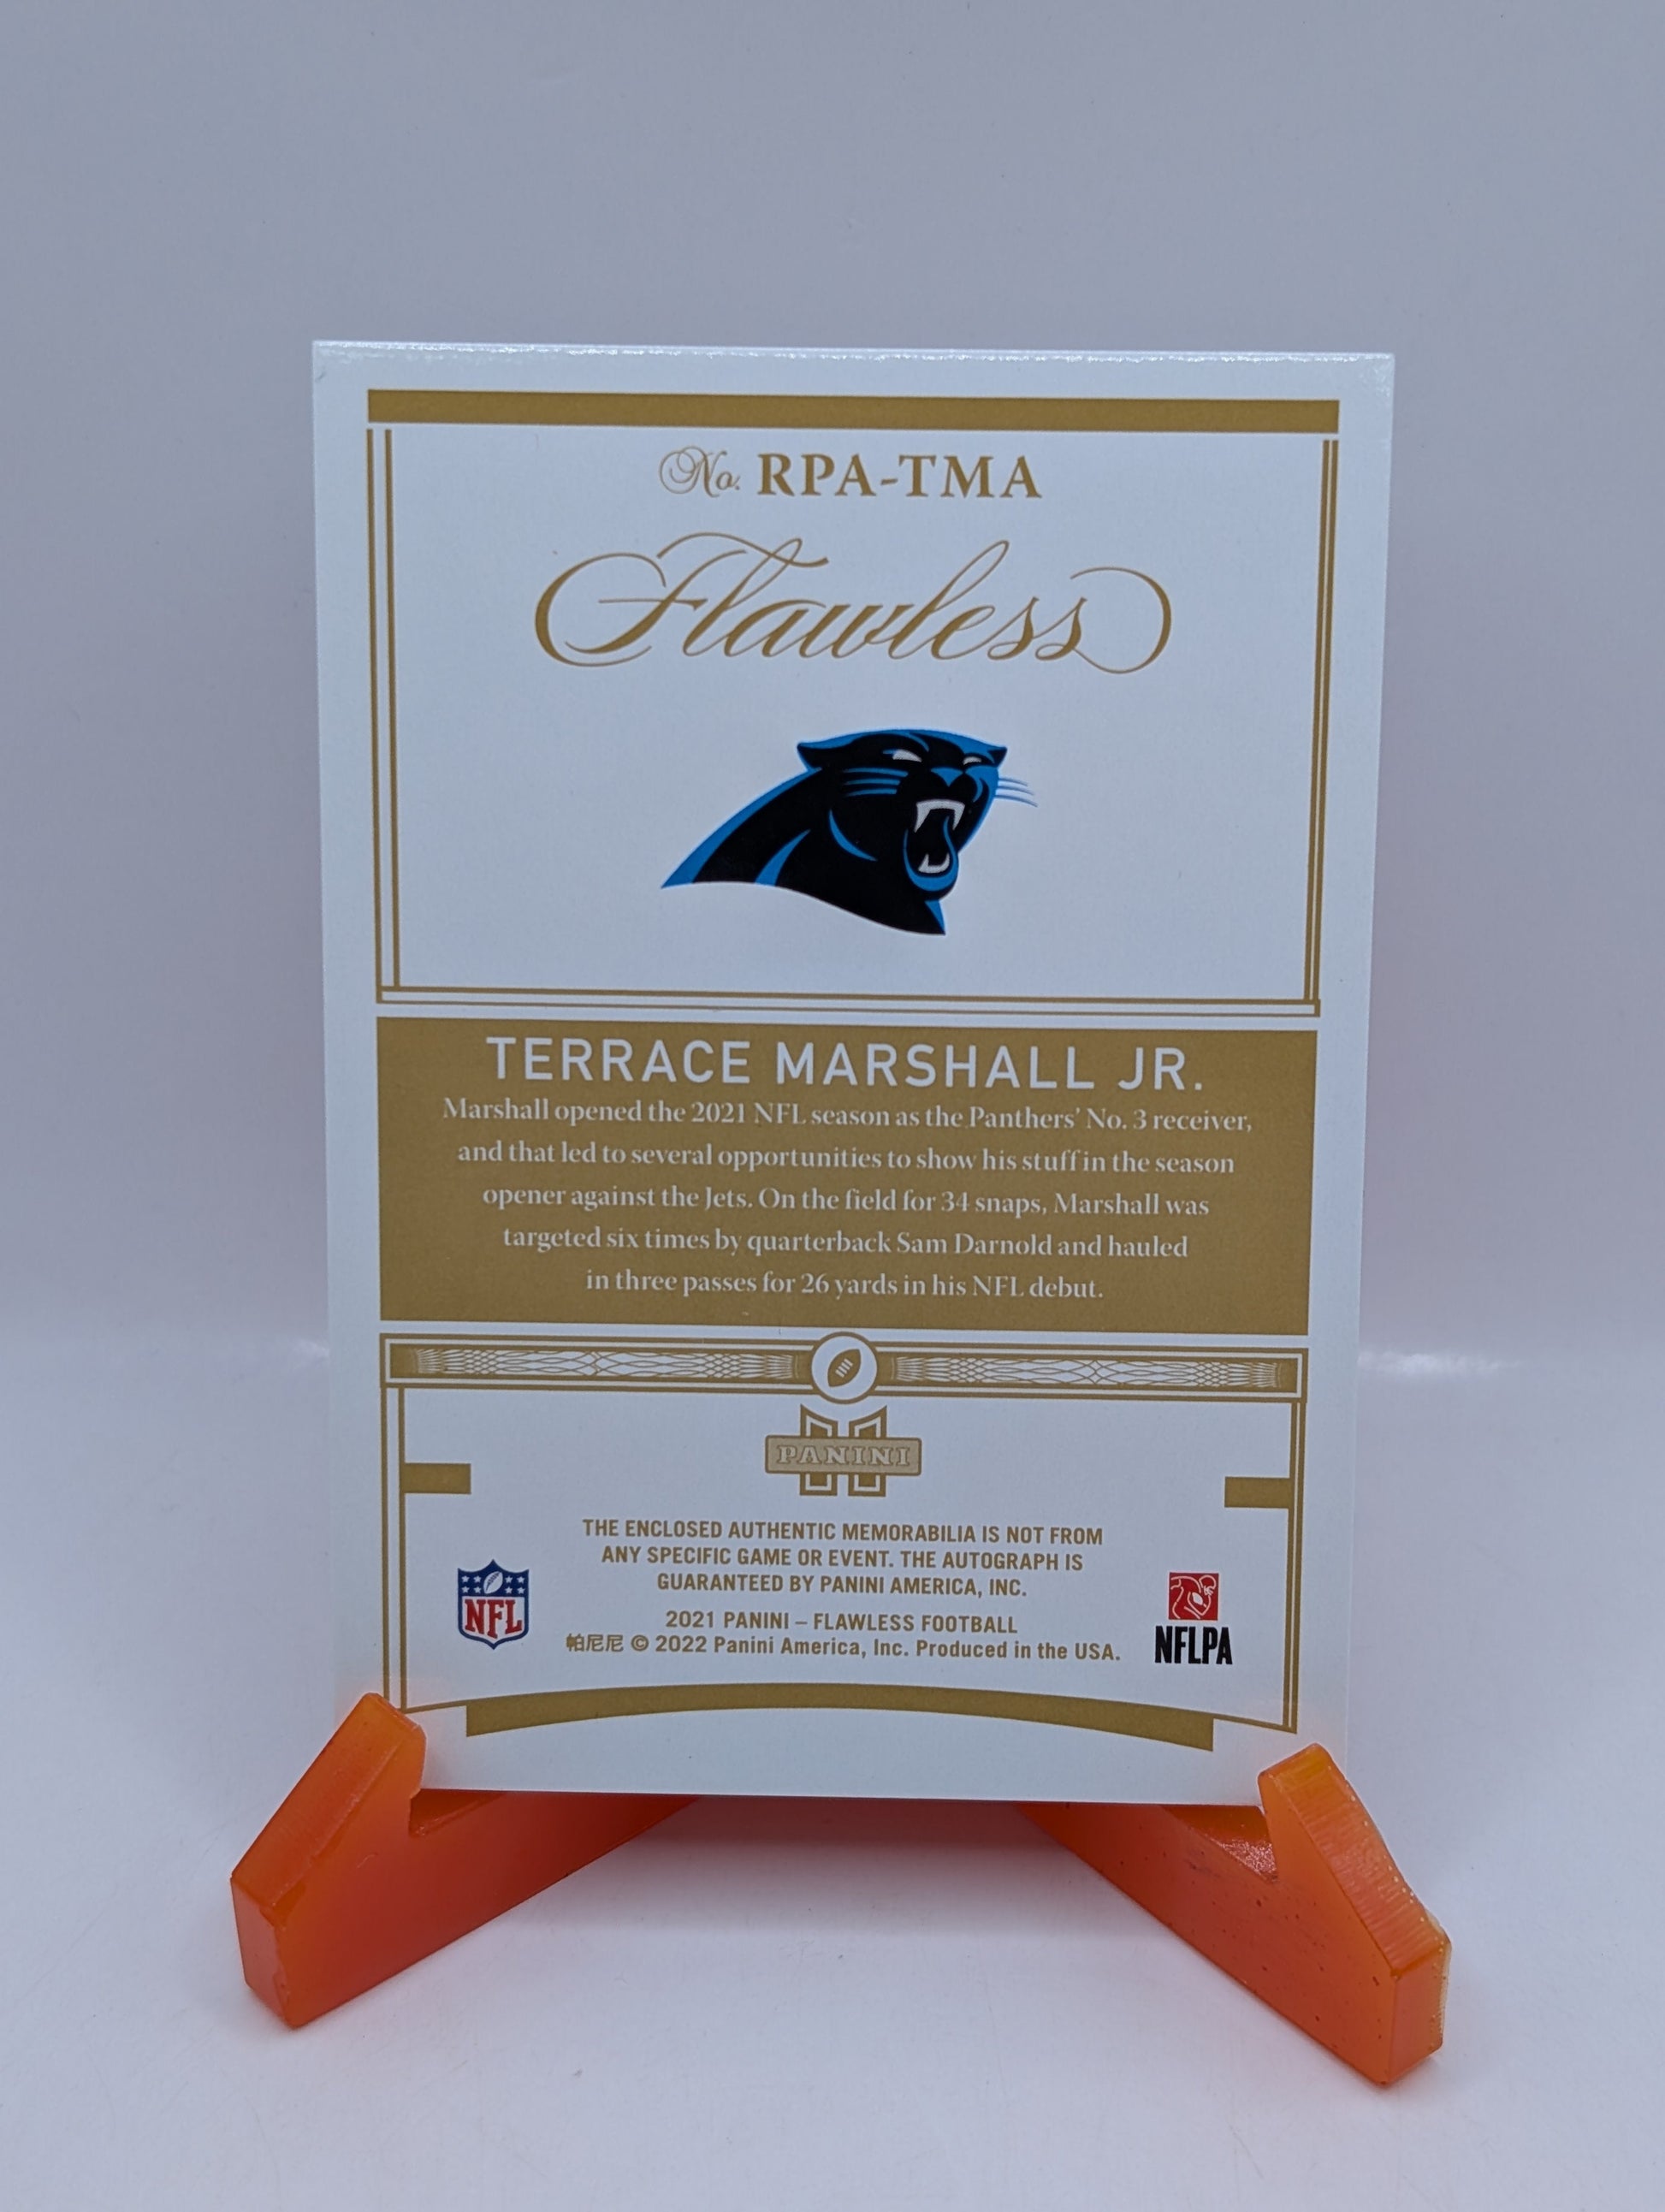 No. RPA-TMA
Flawless
TERRACE MARSHALL JR.
Marshall opened the 2021 NFL season as the Panthers' No. 3 receiver,
and that led to several opportunities to show his stuff in the season
opener against the Jets. On the field for 34 snaps, Marshall was
targeted six times by quarterback Sam Darnold and hauled
in three passes for 26 yards in his NFL debut.
PANINI
THE ENCLOSED AUTHENTIC MEMORABILIA IS NOT FROM
ANY SPECIFIC GAME OR EVENT. THE AUTOGRAPH IS
GUARANTEED BY PANINI AMERICA, INC.
2021 PANINI – FLAWLESS FOOTBALL
帕尼尼 © 2022 Panini America, Inc. Produced in the USA.
NFL
NFLPA